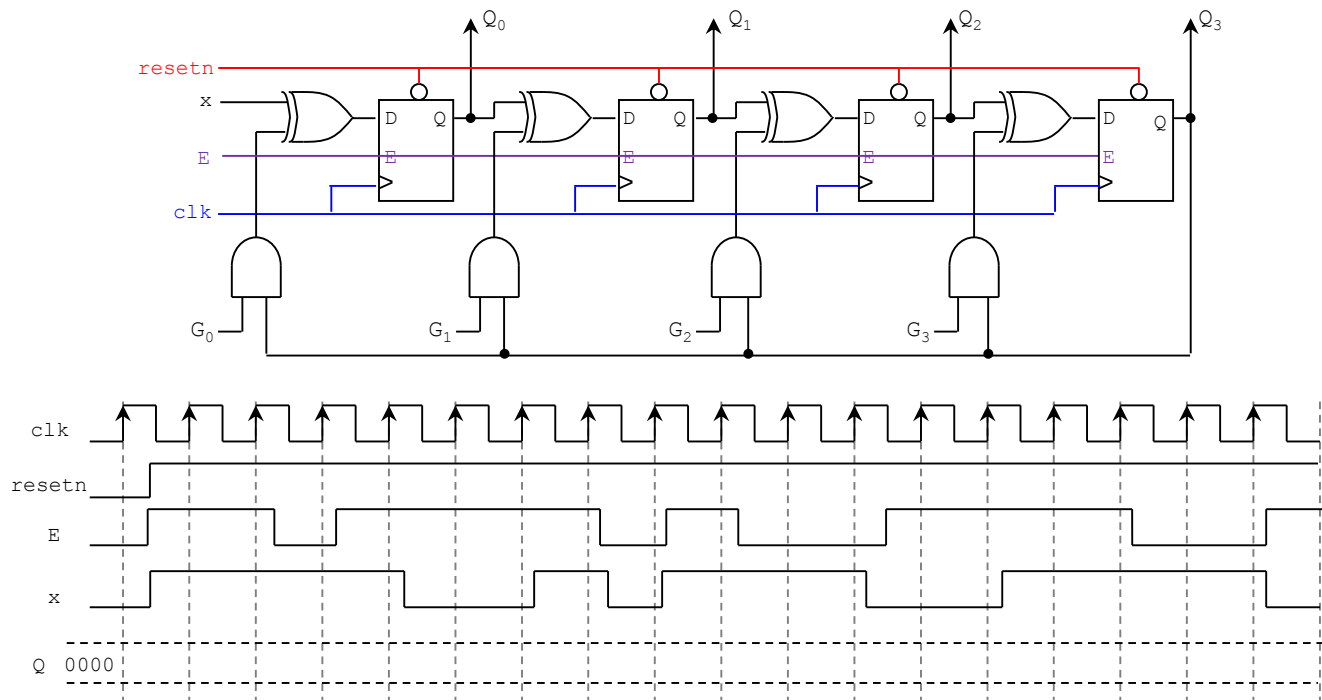 Q0 Q1 Q2 Q3
resetn
x
D Q D Q D Q D Q
E E E E E
clk
G0 G1 G2 G3
clk
resetn
E
x
Q 0000